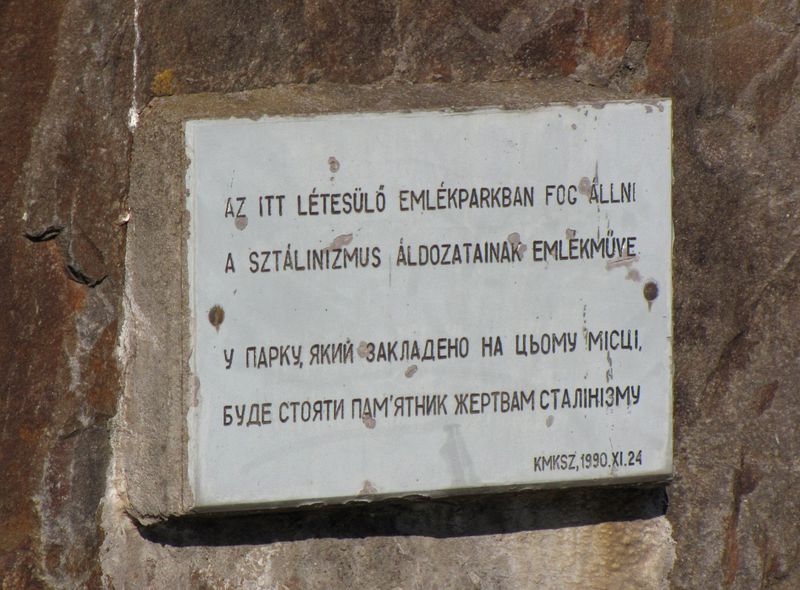 AZ ITT LÉTESÜLŐ EMLÉKPARKBAN FOG ÁLLNI
A SZTÁLINIZMUS ÁLDOZATAINAK EMLÉKMŰVE
У ПАРКУ, ЯКИЙ ЗАКЛАДЕНО НА ЦЬОМУ МІСЦІ,
БУДЕ СТОЯТИ ПАМ'ЯТНИК ЖЕРТВАМ СТАЛІНІЗМУ
KMKSZ, 1990.XI.24